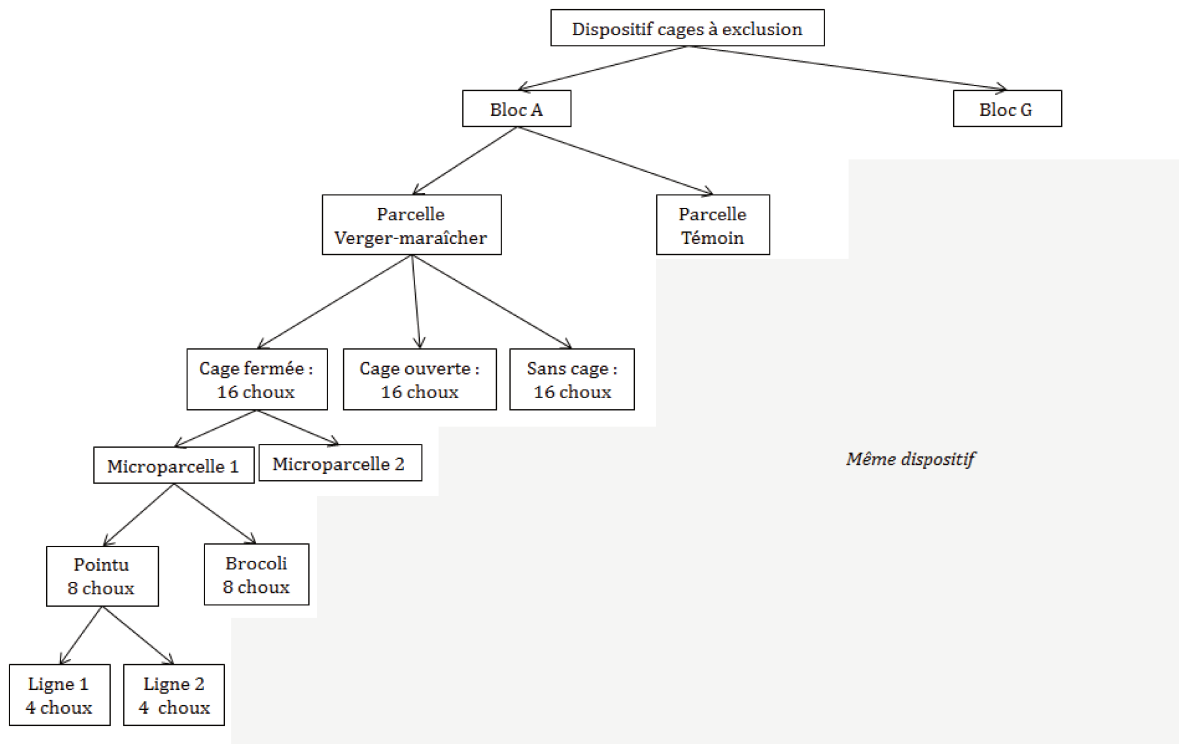 Dispositif cages à exclusion
Bloc A
Bloc G
Parcelle
Verger-maraîcher
Parcelle
Témoin
Cage fermée :
16 choux
Cage ouverte :
16 choux
Sans cage :
16 choux
Microparcelle 1
Microparcelle 2
Même dispositif
Pointu
8 choux
Brocoli
8 choux
Ligne 1
4 choux
Ligne 2
4 choux